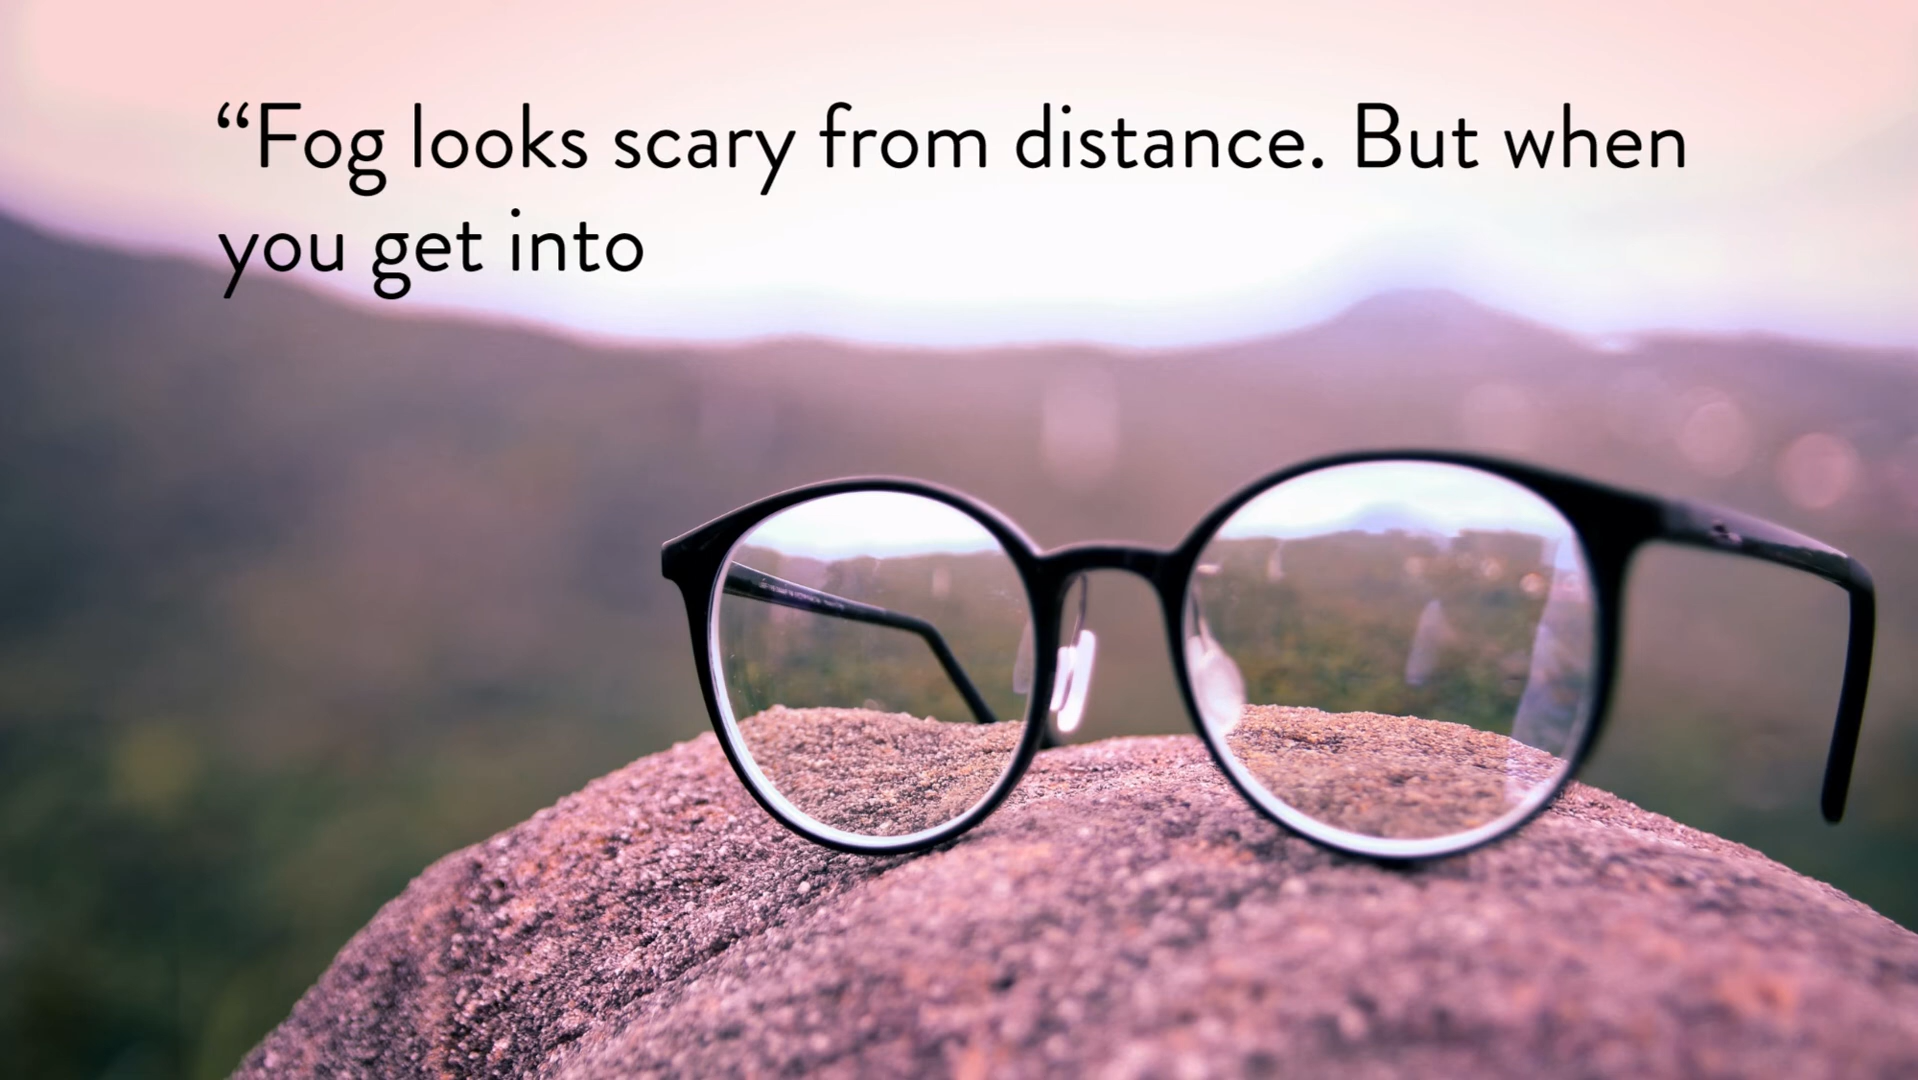 “Fog looks scary from distance. But when
you get into